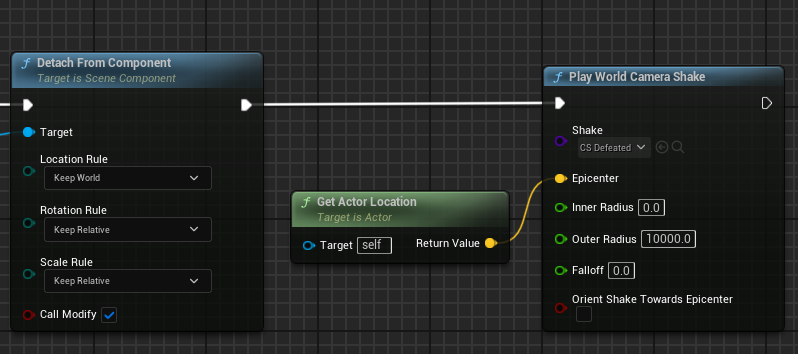 f Detach From Component
Target is Scene Component
Target
Location Rule
Keep World
Rotation Rule
Keep Relative
Scale Rule
Keep Relative
Call Modify
f Get Actor Location
Target is Actor
Target self Return Value
f Play World Camera Shake
Shake
CS Defeated
Epicenter
Inner Radius 0.0
Outer Radius 10000.0
Falloff 0.0
Orient Shake Towards Epicenter